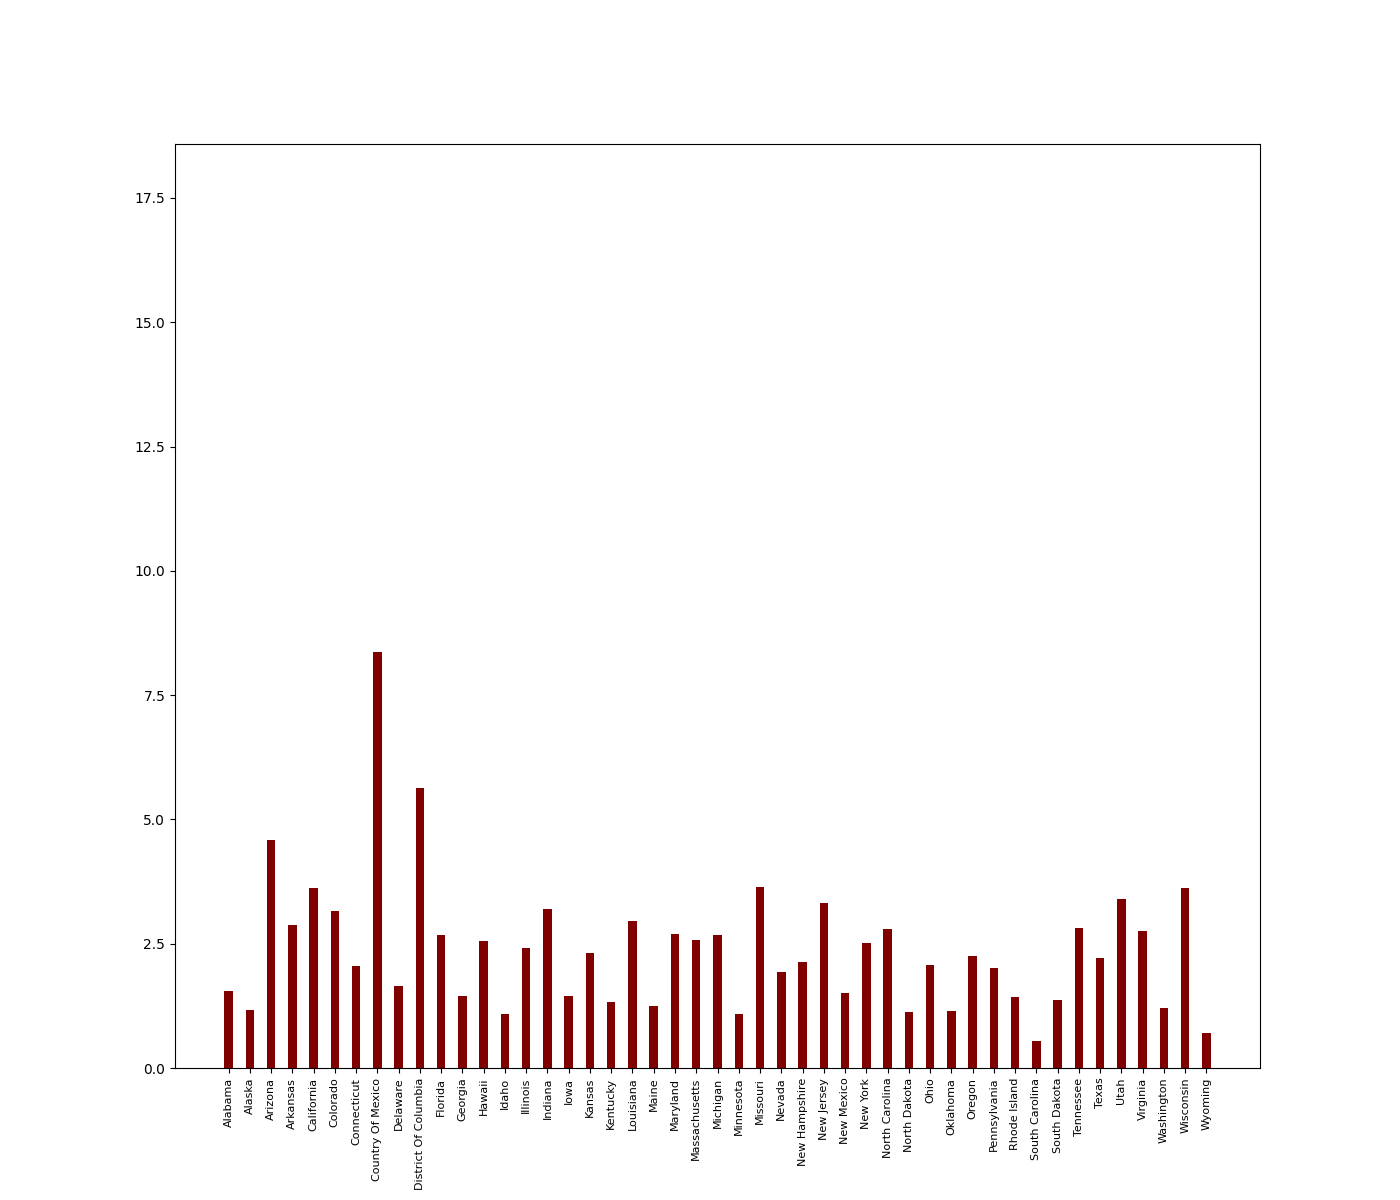 17.5
15.0
12.5
10.0
7.5
5.0
2.5
0.0
Alabama
Alaska
Arizona
Arkansas
California
Colorado
Connecticut
Country Of Mexico
Delaware
District Of Columbia
Florida
Georgia
Hawaii
Idaho
Illinois
Indiana
Iowa
Kansas
Kentucky
Louisiana
Maine
Maryland
Massachusetts
Michigan
Minnesota
Missouri
Nevada
New Hampshire
New Jersey
New Mexico
New York
North Carolina
North Dakota
Ohio
Oklahoma
Oregon
Pennsylvania
Rhode Island
South Carolina
South Dakota
Tennessee
Texas
Utah
Virginia
Washington
Wisconsin
Wyoming